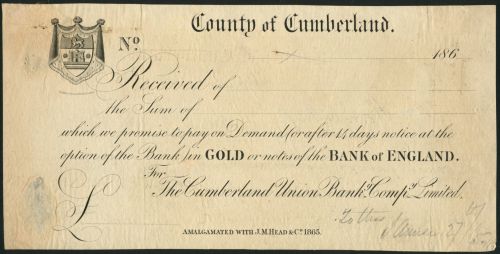 County of Cumberland.
No. 186
Received of
the Sum of
which we promise to pay on Demand (or after 14 days notice at the
option of the Bank) in GOLD or notes of the BANK of ENGLAND.
For
The Cumberland Union Bankg. Compy. Limited.
£
AMALGAMATED WITH J.M. HEAD & Co. 1865.